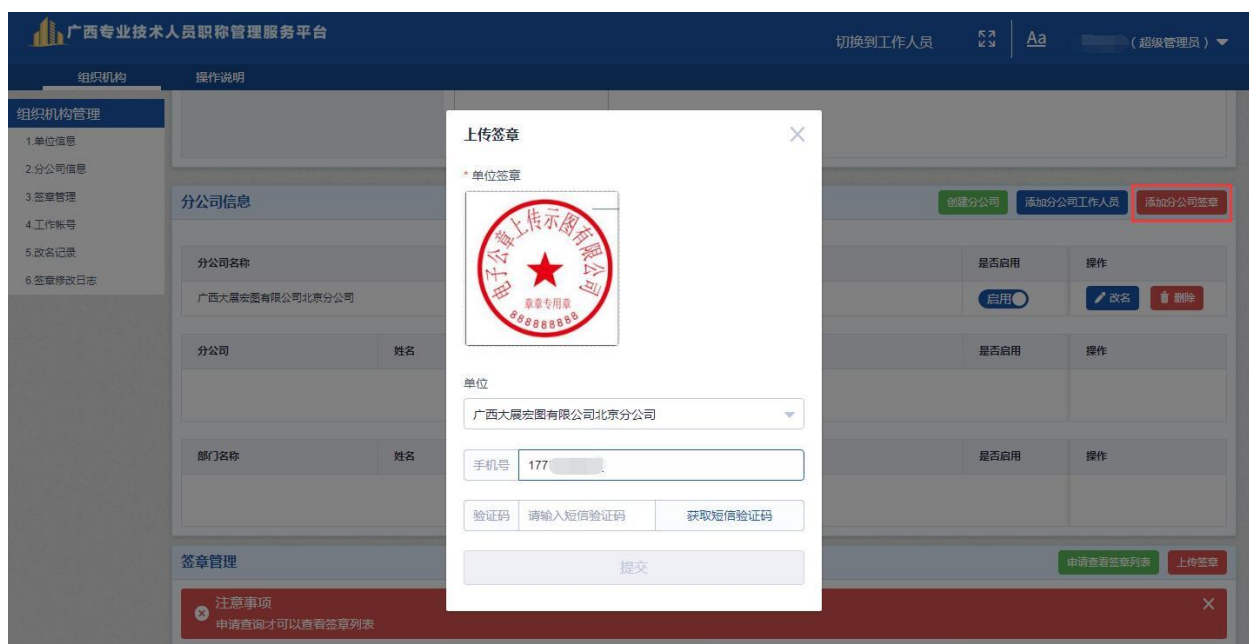 广西专业技术人员职称管理服务平台
切换到工作人员
Aa
（超级管理员）
组织机构
操作说明
组织机构管理
1.单位信息
2.分公司信息
3.签章管理
4.工作帐号
5.改名记录
6.签章修改日志
分公司信息
创建分公司
添加分公司工作人员
添加分公司签章
分公司名称
是否启用
操作
广西大展宏图有限公司北京分公司
启用
改名
删除
分公司
姓名
是否启用
操作
部门名称
姓名
是否启用
操作
签章管理
申请查看签章列表
上传签章
注意事项
申请查询才可以查看签章列表
上传签章
* 单位签章
电子公章上传示图有限公司
章章专用章
888888888
单位
广西大展宏图有限公司北京分公司
手机号
177
验证码
请输入短信验证码
获取短信验证码
提交